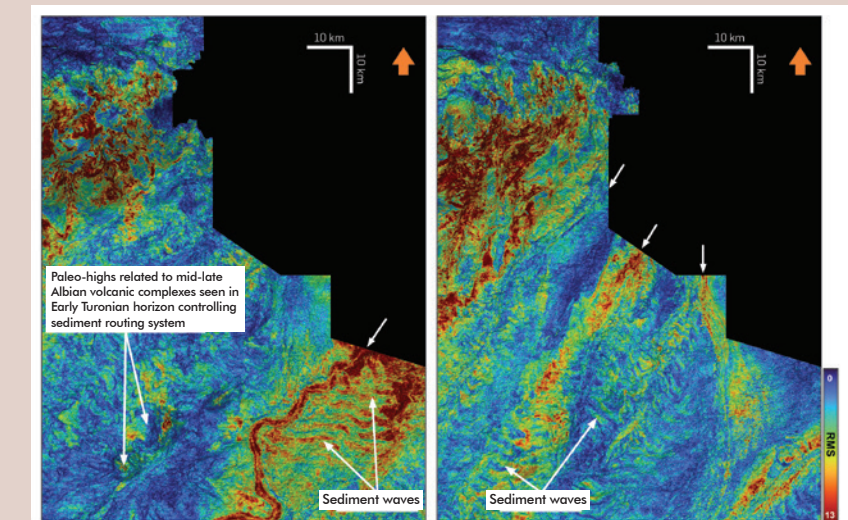 10 km
10 km
10 km
10 km
Paleo-highs related to mid-late
Albian volcanic complexes seen in
Early Turonian horizon controlling
sediment routing system
Sediment waves
Sediment waves
0
RMS
13